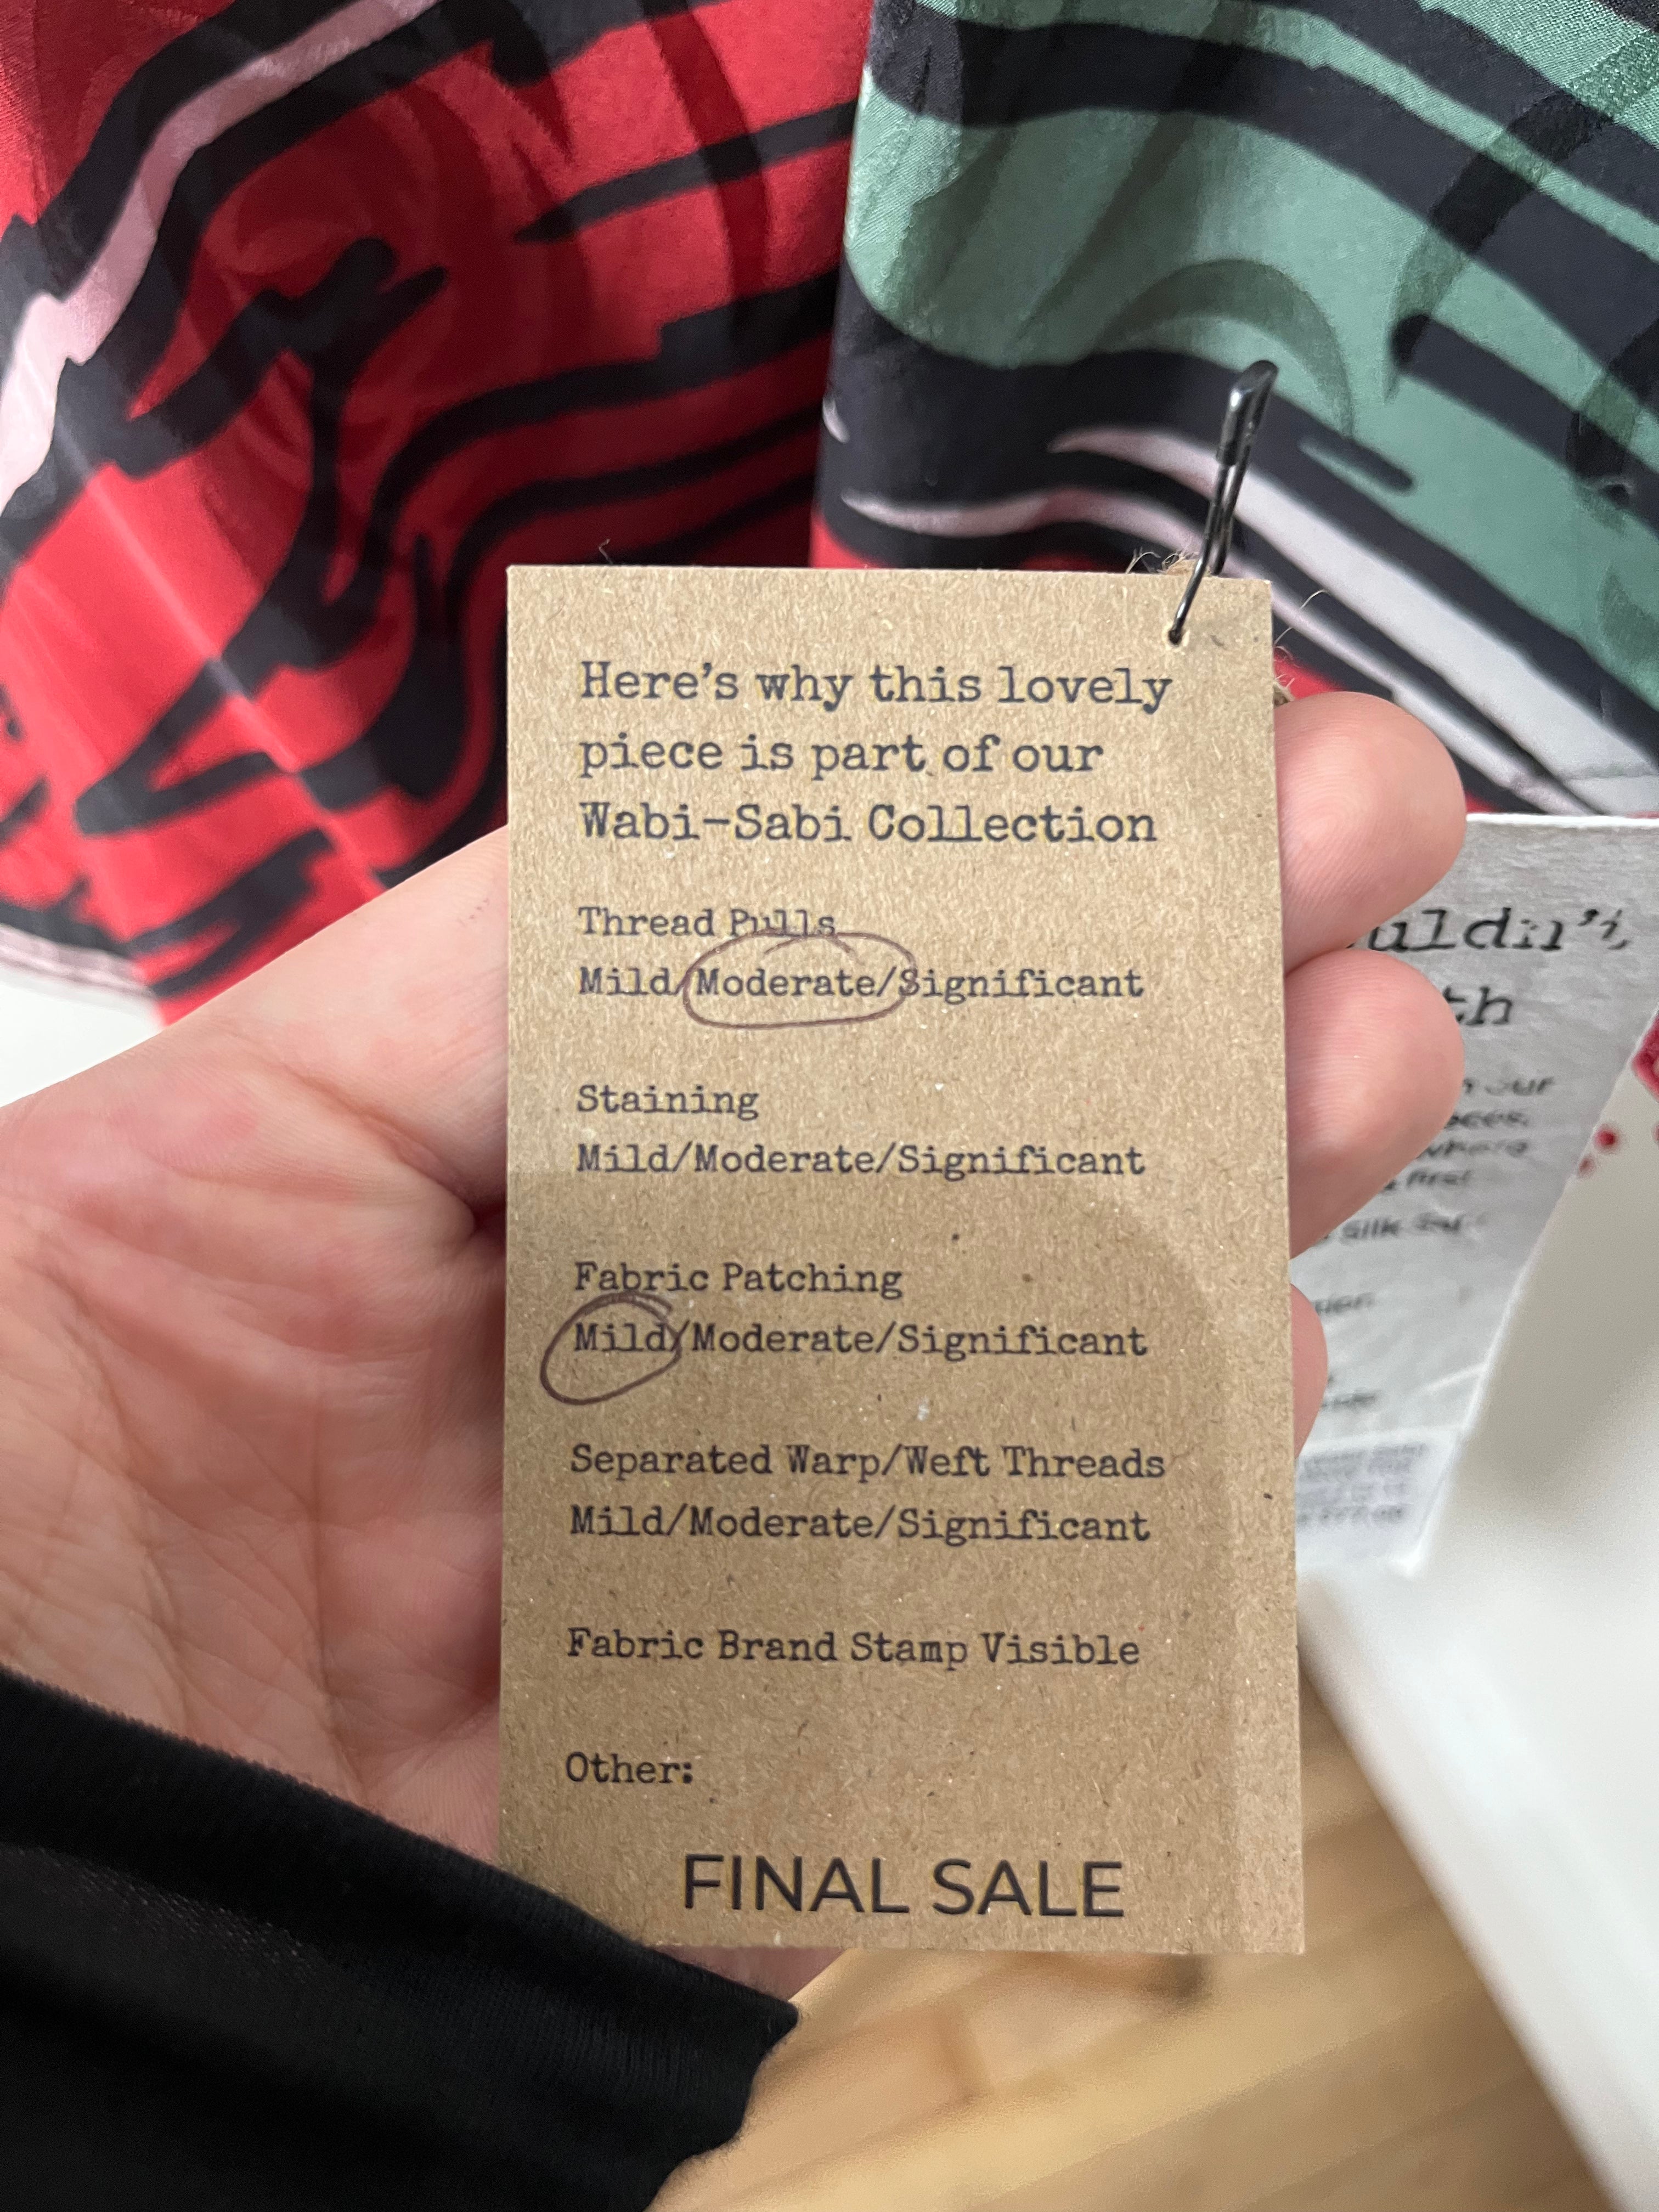 Here's why this lovely
piece is part of our
Wabi-Sabi Collection
Thread Pulls
Mild/Moderate/Significant
Staining
Mild/Moderate/Significant
Fabric Patching
Mild/Moderate/Significant
Separated Warp/Weft Threads
Mild/Moderate/Significant
Fabric Brand Stamp Visible
Other:
FINAL SALE
first